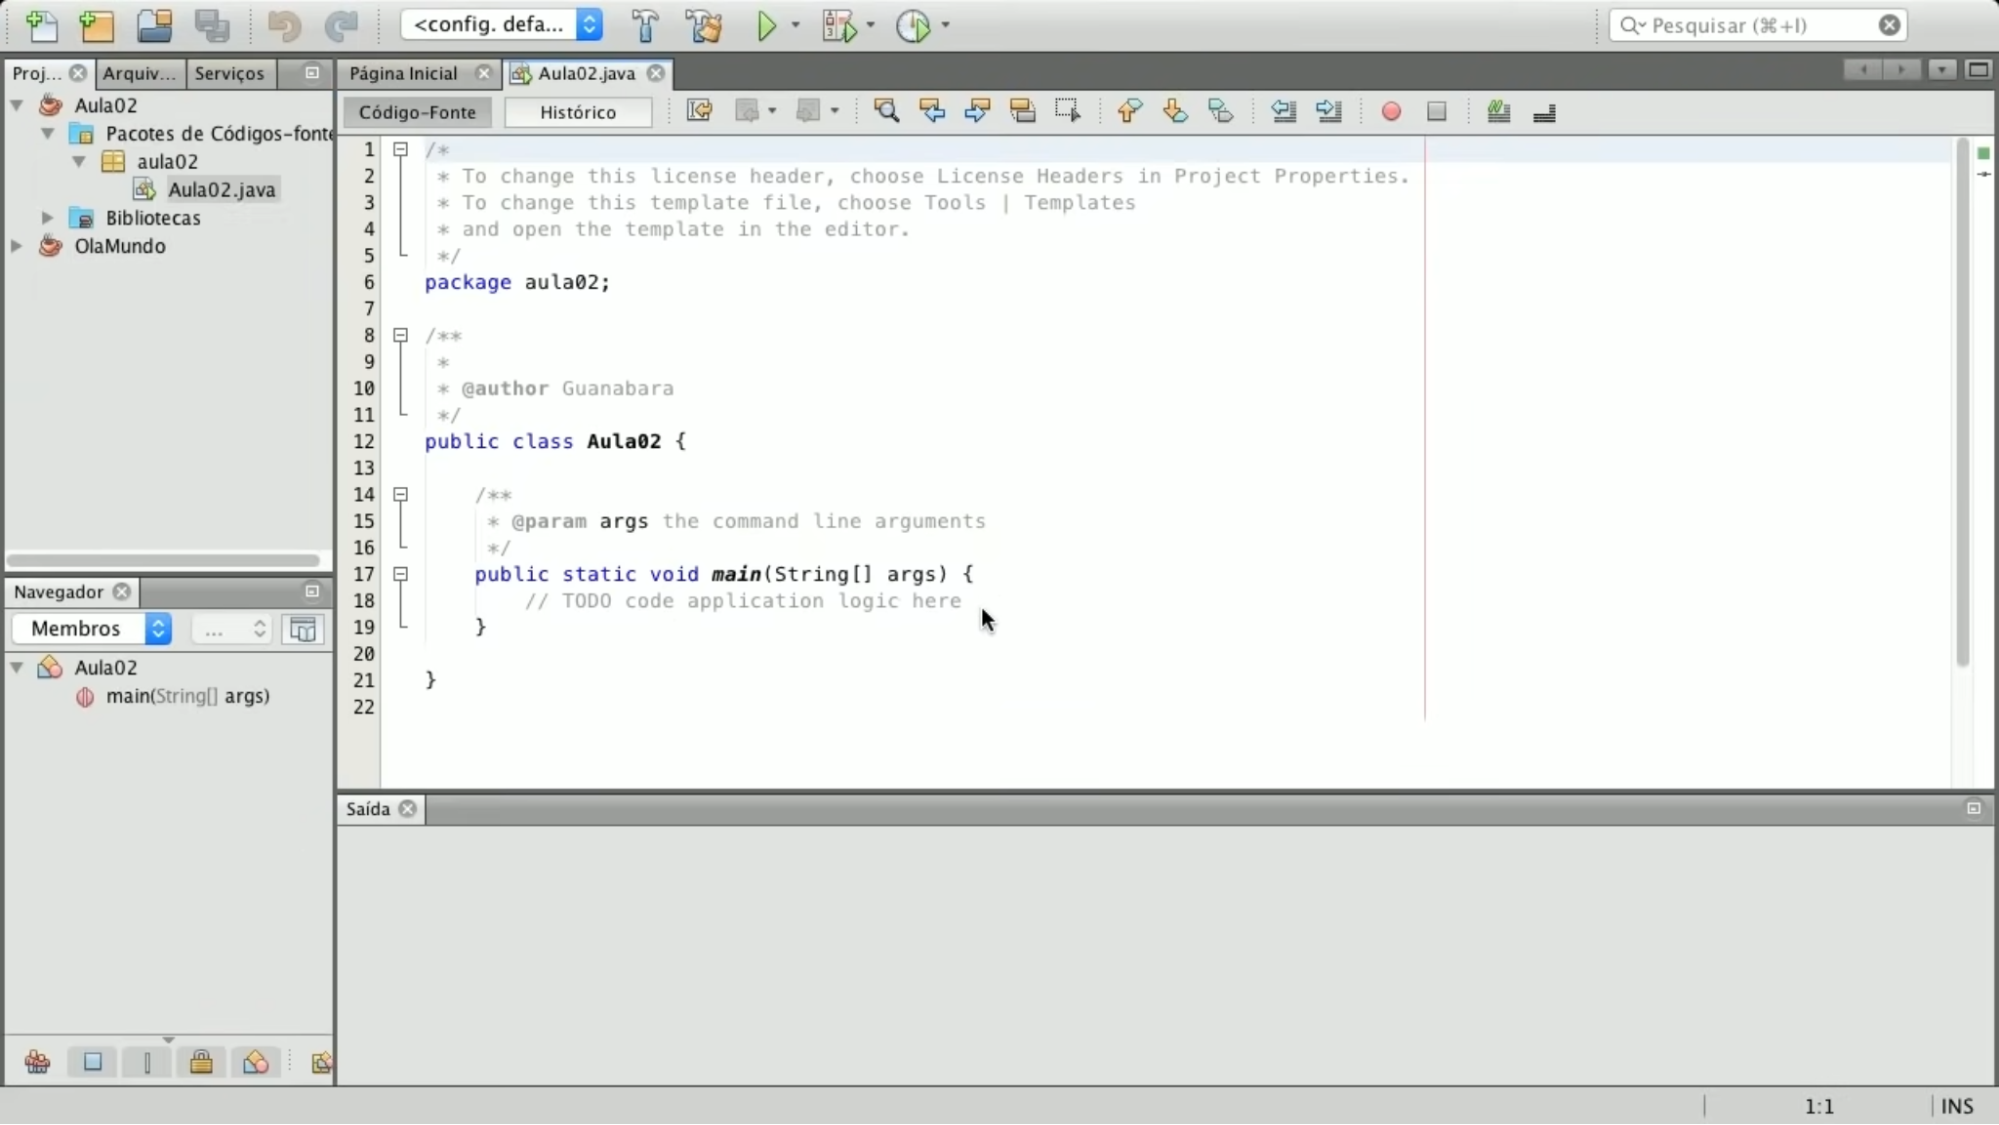 <config. defa...
Pesquisar (⌘+I)
Proj... Arquiv... Serviços
Página Inicial Aula02.java
Aula02
Pacotes de Códigos-fonte
aula02
Aula02.java
Bibliotecas
OlaMundo
Código-Fonte Histórico
1 /*
2  * To change this license header, choose License Headers in Project Properties.
3  * To change this template file, choose Tools | Templates
4  * and open the template in the editor.
5  */
6 package aula02;
7
8 /**
9  *
10  * @author Guanabara
11  */
12 public class Aula02 {
13
14     /**
15      * @param args the command line arguments
16      */
17     public static void main(String[] args) {
18         // TODO code application logic here
19     }
20
21 }
22
Navegador
Membros ...
Aula02
main(String[] args)
Saída
1:1 INS